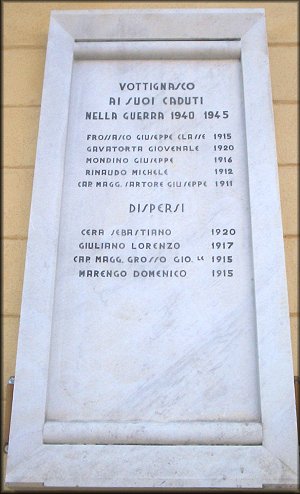 VOTTIGNASCO
AI SUOI CADUTI
NELLA GUERRA 1940 1945
FROSSASCO GIUSEPPE CLASSE 1915
GAVATORTA GIOVENALE 1920
MONDINO GIUSEPPE 1916
RINAUDO MICHELE 1912
CAP. MAGG. SARTORE GIUSEPPE 1911
DISPERSI
CERA SEBASTIANO 1920
GIULIANO LORENZO 1917
CAP. MAGG. GROSSO GIO. LE 1915
MARENGO DOMENICO 1915